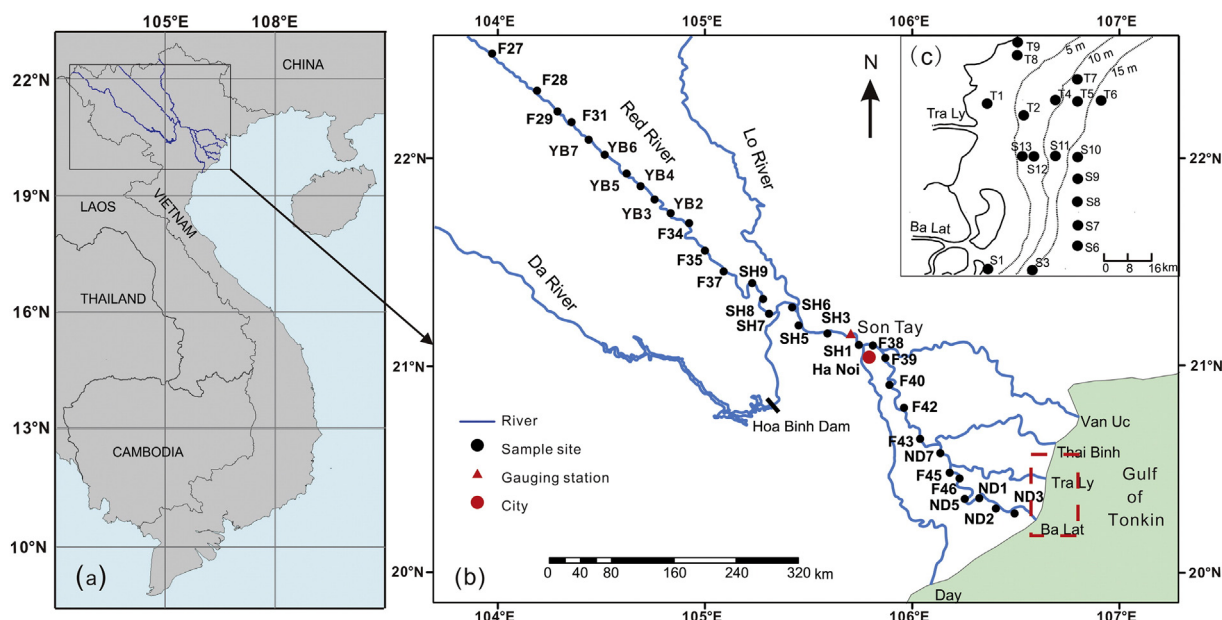 105°E
108°E
22°N
19°N
16°N
13°N
10°N
CHINA
LAOS
VIETNAM
THAILAND
CAMBODIA
(a)
104°E
105°E
106°E
107°E
22°N
21°N
20°N
F27
F28
F29
F31
YB7
YB6
YB5
YB4
YB3
YB2
F34
F35
F37
SH9
SH8
SH7
SH6
SH5
SH3
Son Tay
SH1
F38
Ha Noi
F39
F40
F42
F43
ND7
F45
F46
ND5
ND1
ND2
ND3
Red River
Lo River
Da River
Hoa Binh Dam
N
Van Uc
Thai Binh
Tra Ly
Ba Lat
Day
Gulf
of
Tonkin
River
Sample site
Gauging station
City
0 40 80 160 240 320 km
(b)
104°E
105°E
106°E
107°E
(c)
T9
T8
5 m
10 m
15 m
T7
T1
T4
T5
T6
T2
Tra Ly
S13
S12
S11
S10
S9
S8
S7
S6
Ba Lat
S1
S3
0 8 16 km